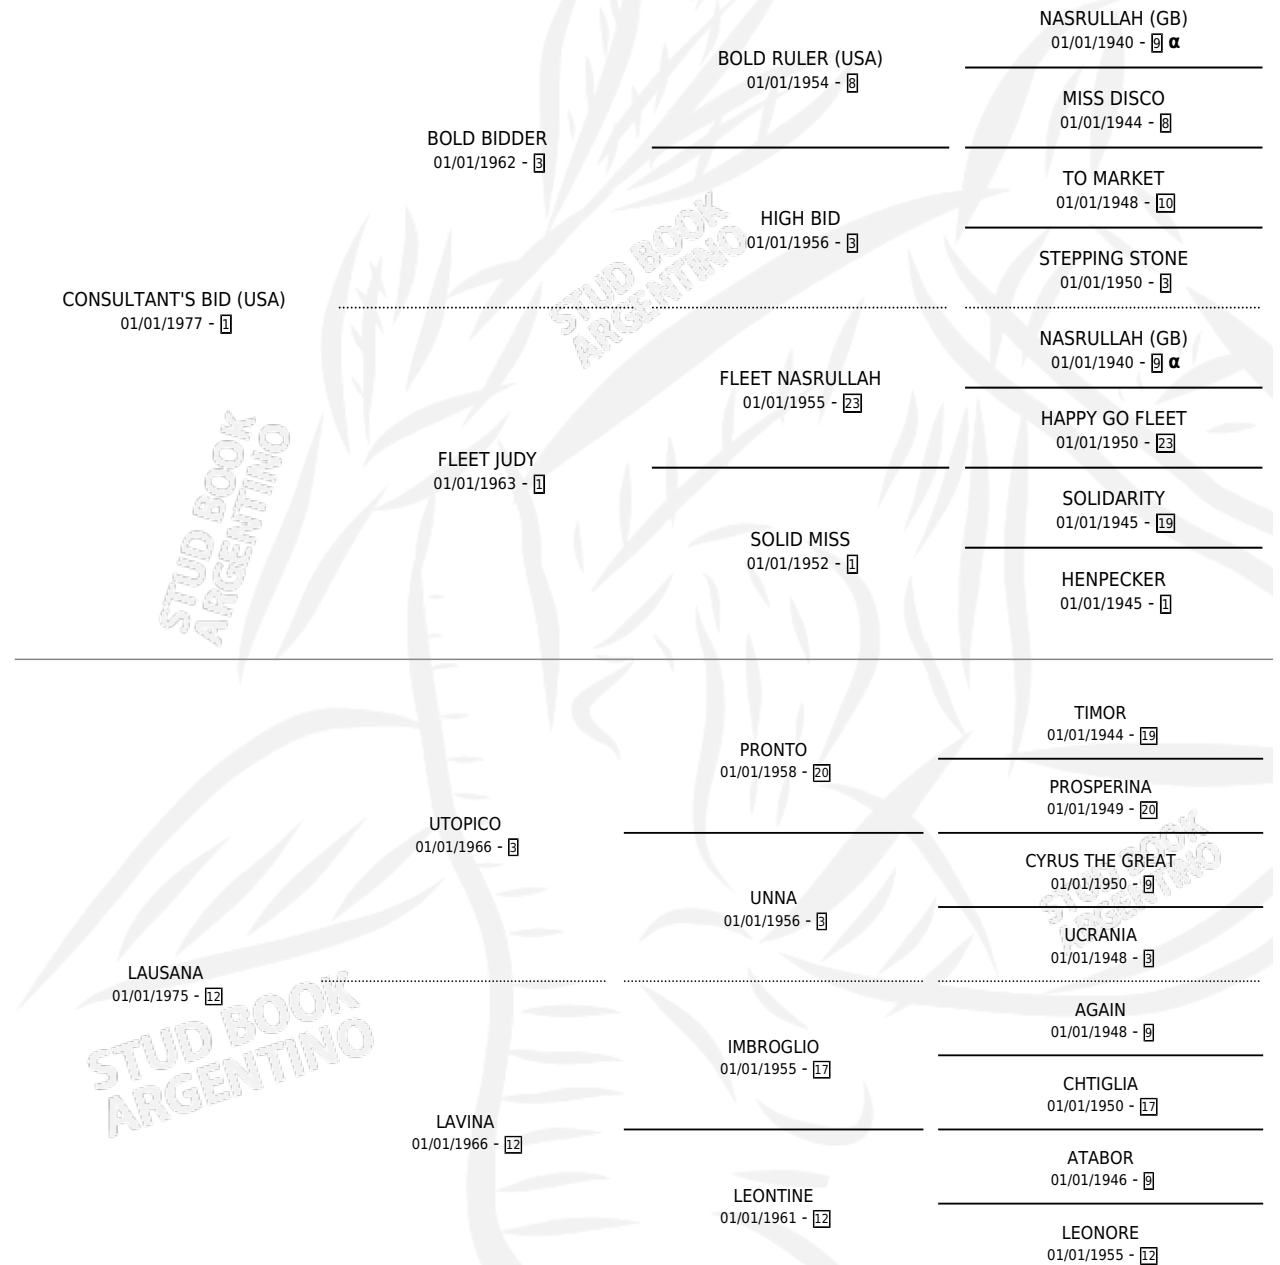 NASRULLAH (GB)
01/01/1940 - 9 α
BOLD RULER (USA)
01/01/1954 - 8
MISS DISCO
01/01/1944 - 8
BOLD BIDDER
01/01/1962 - 3
TO MARKET
01/01/1948 - 10
HIGH BID
01/01/1956 - 3
STEPPING STONE
01/01/1950 - 3
CONSULTANT'S BID (USA)
01/01/1977 - 1
NASRULLAH (GB)
01/01/1940 - 9 α
FLEET NASRULLAH
01/01/1955 - 23
HAPPY GO FLEET
01/01/1950 - 23
FLEET JUDY
01/01/1963 - 1
SOLIDARITY
01/01/1945 - 19
SOLID MISS
01/01/1952 - 1
HENPECKER
01/01/1945 - 1
TIMOR
01/01/1944 - 19
PRONTO
01/01/1958 - 20
PROSPERINA
01/01/1949 - 20
UTOPICO
01/01/1966 - 3
CYRUS THE GREAT
01/01/1950 - 9
UNNA
01/01/1956 - 3
UCRANIA
01/01/1948 - 3
LAUSANA
01/01/1975 - 12
AGAIN
01/01/1948 - 9
IMBROGLIO
01/01/1955 - 17
CHTIGLIA
01/01/1950 - 17
LAVINA
01/01/1966 - 12
ATABOR
01/01/1946 - 9
LEONTINE
01/01/1961 - 12
LEONORE
01/01/1955 - 12
STUD BOOK
ARGENTINO
STUD BOOK
ARGENTINO
STUD BOOK
ARGENTINO
STUD BOOK
ARGENTINO